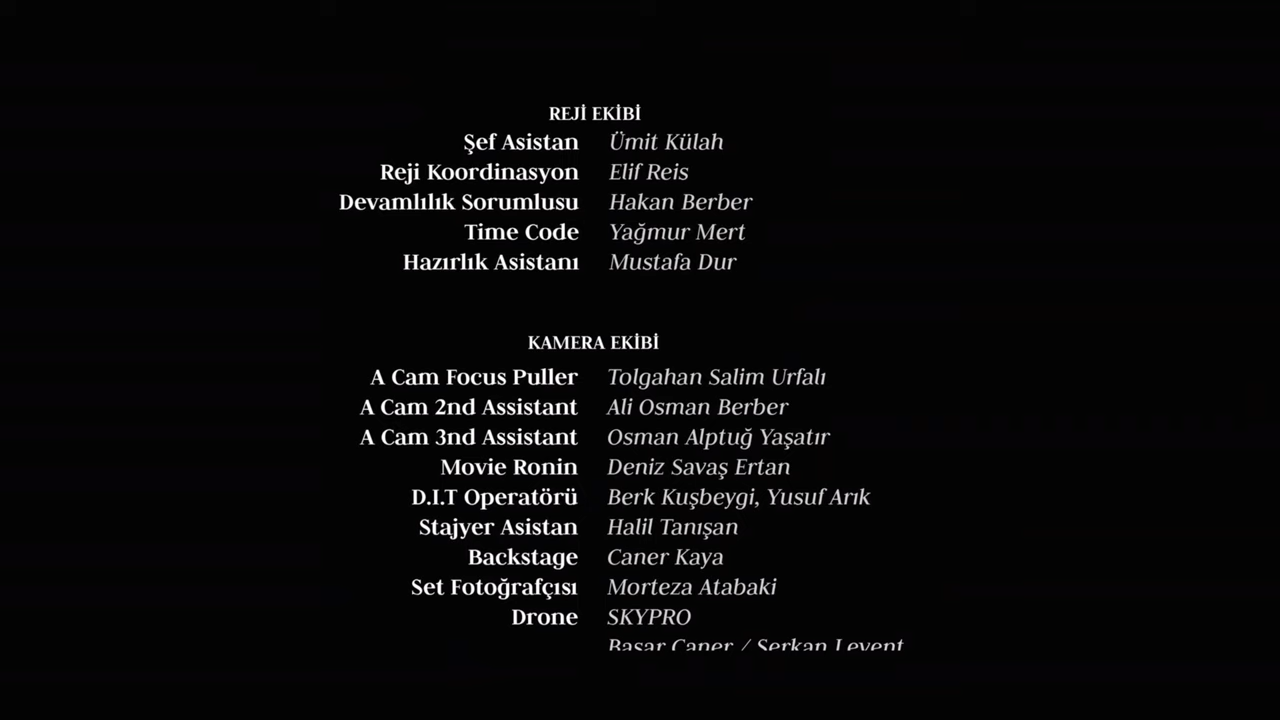 REJİ EKİBİ
Şef Asistan Ümit Külah
Reji Koordinasyon Elif Reis
Devamlılık Sorumlusu Hakan Berber
Time Code Yağmur Mert
Hazırlık Asistanı Mustafa Dur
KAMERA EKİBİ
A Cam Focus Puller Tolgahan Salim Urfalı
A Cam 2nd Assistant Ali Osman Berber
A Cam 3nd Assistant Osman Alptuğ Yaşatır
Movie Ronin Deniz Savaş Ertan
D.I.T Operatörü Berk Kuşbeygi, Yusuf Arık
Stajyer Asistan Halil Tanışan
Backstage Caner Kaya
Set Fotoğrafçısı Morteza Atabaki
Drone SKYPRO
Caner / Serkan Levent